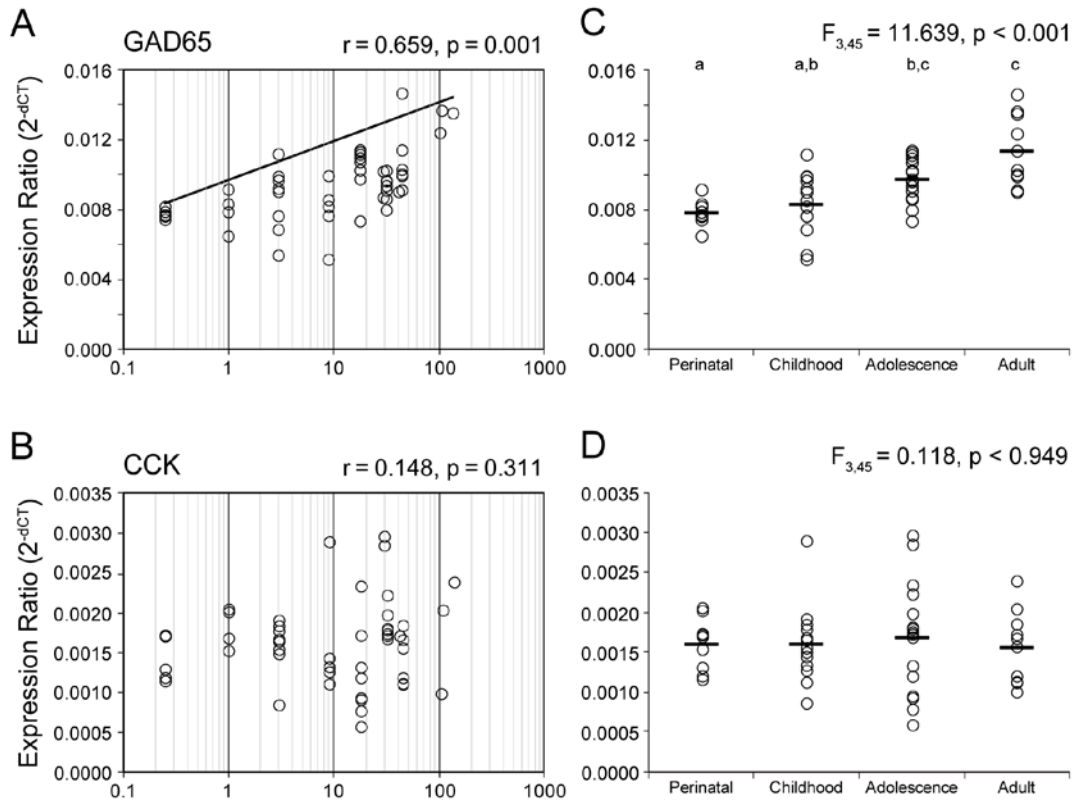 A
GAD65
r = 0.659, p = 0.001
Expression Ratio (2-dCT)
0.016
0.012
0.008
0.004
0.000
0.1 1 10 100 1000
C
F3,45 = 11.639, p < 0.001
a a,b b,c c
0.016
0.012
0.008
0.004
0.000
Perinatal Childhood Adolescence Adult
B
CCK
r = 0.148, p = 0.311
Expression Ratio (2-dCT)
0.0035
0.0030
0.0025
0.0020
0.0015
0.0010
0.0005
0.0000
0.1 1 10 100 1000
D
F3,45 = 0.118, p < 0.949
0.0035
0.0030
0.0025
0.0020
0.0015
0.0010
0.0005
0.0000
Perinatal Childhood Adolescence Adult